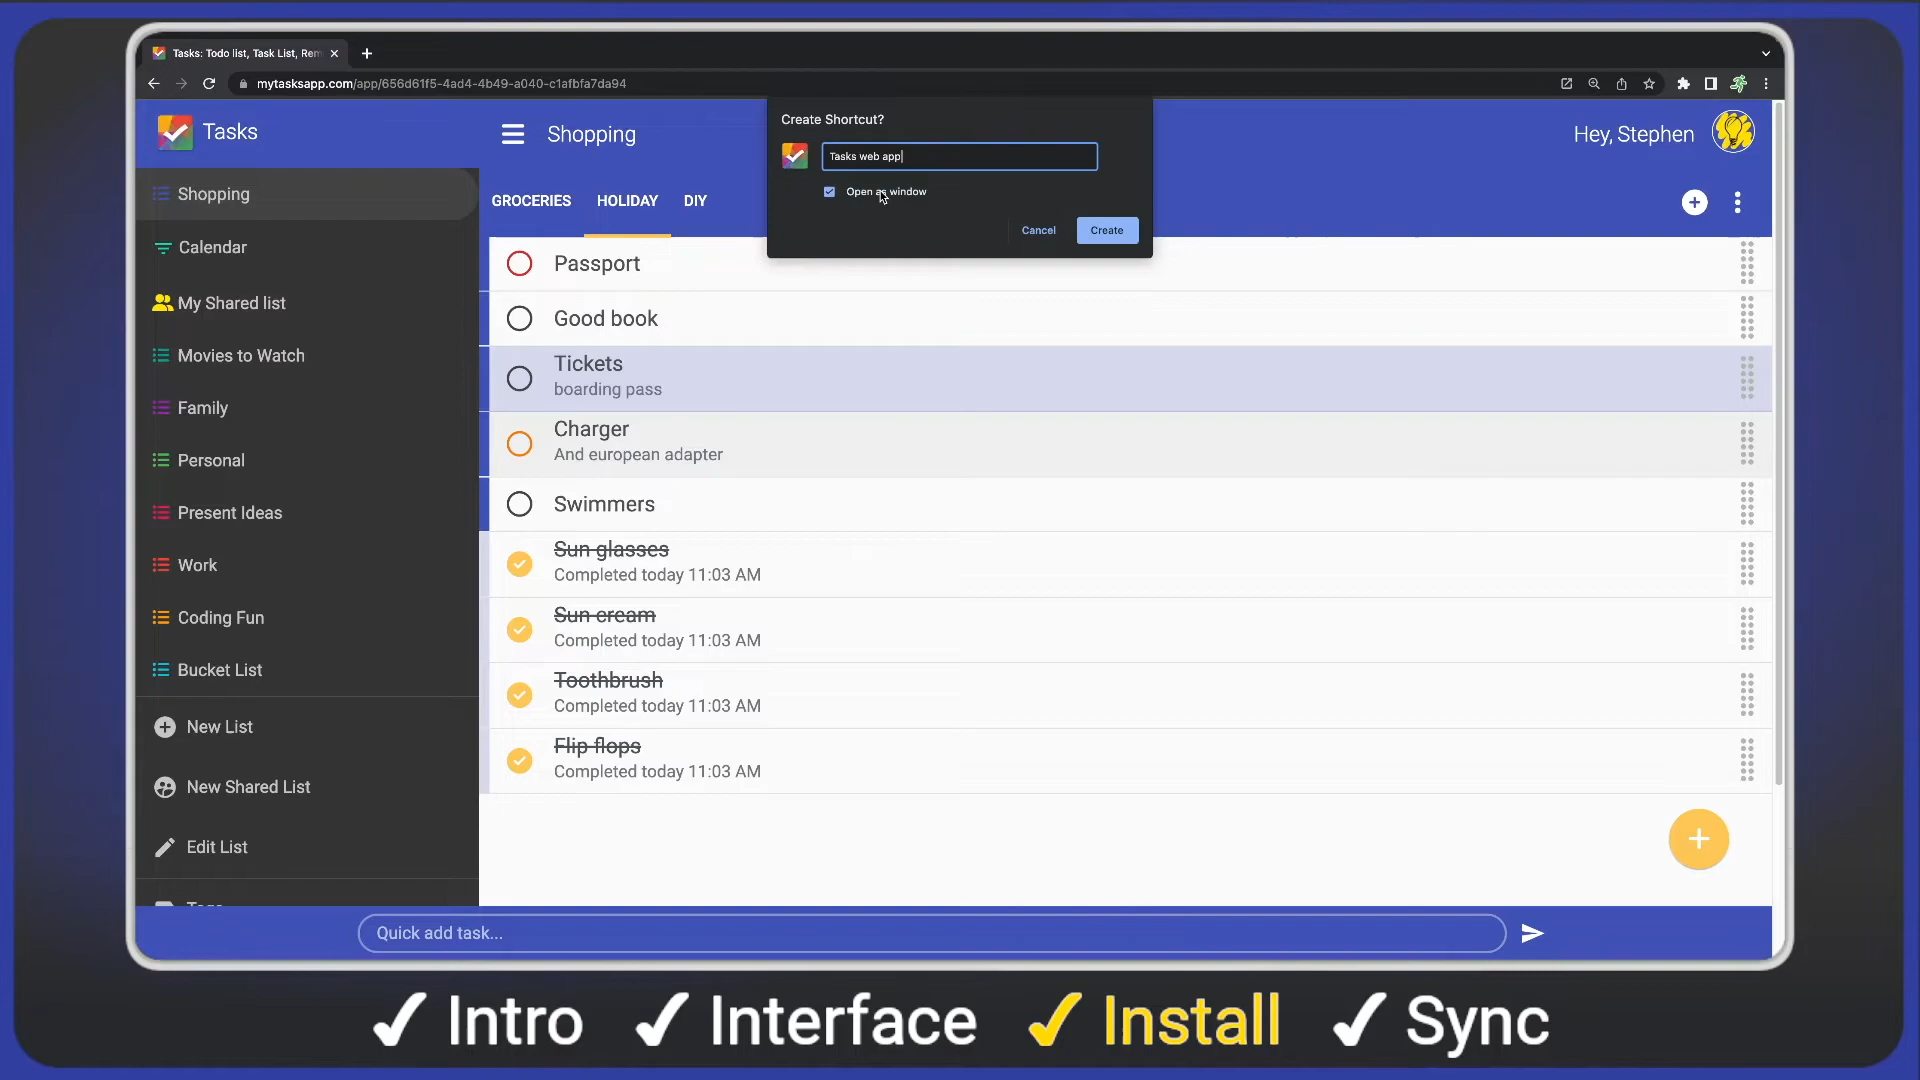 Tasks: Todo list, Task List, Rem
mytasksapp.com/app/656d61f5-4ad4-4b49-a040-c1afbfa7da94
Create Shortcut?
Tasks web app
Open as window
Cancel
Create
Tasks
Shopping
Hey, Stephen
GROCERIES
HOLIDAY
DIY
Shopping
Calendar
My Shared list
Movies to Watch
Family
Personal
Present Ideas
Work
Coding Fun
Bucket List
New List
New Shared List
Edit List
Passport
Good book
Tickets
boarding pass
Charger
And european adapter
Swimmers
Sun glasses
Completed today 11:03 AM
Sun cream
Completed today 11:03 AM
Toothbrush
Completed today 11:03 AM
Flip flops
Completed today 11:03 AM
Quick add task...
✔ Intro ✔ Interface ✔ Install ✔ Sync